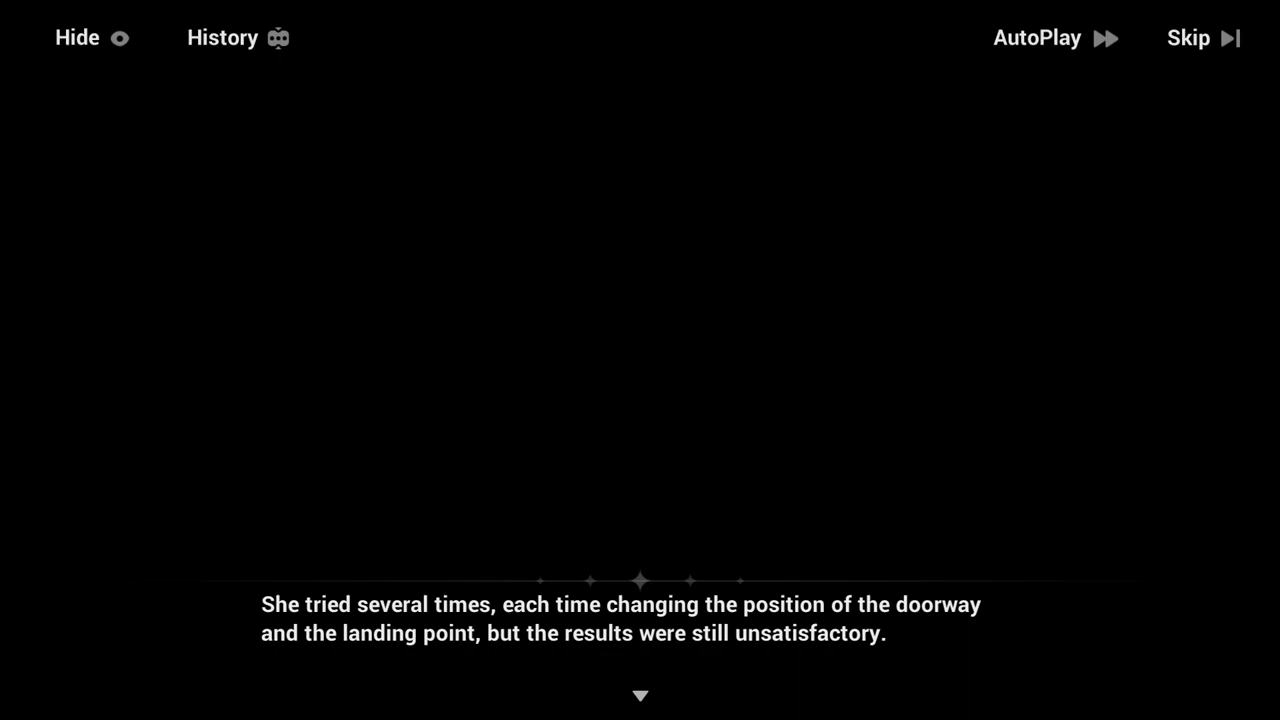 Hide
History
AutoPlay
Skip
She tried several times, each time changing the position of the doorway
and the landing point, but the results were still unsatisfactory.